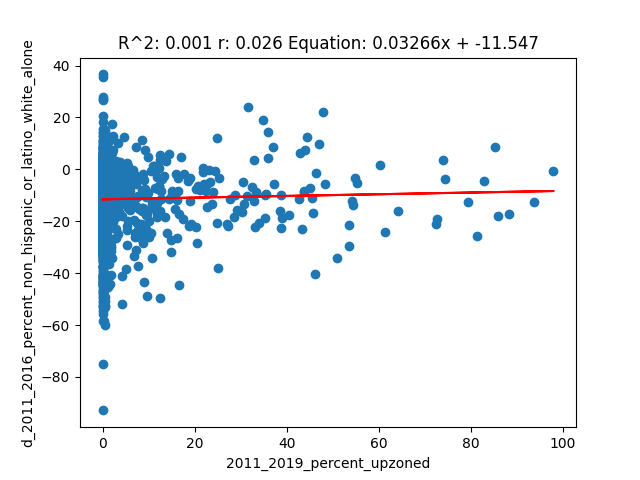 R^2: 0.001 r: 0.026 Equation: 0.03266x + -11.547
d_2011_2016_percent_non_hispanic_or_latino_white_alone
40
20
0
−20
−40
−60
−80
0 20 40 60 80 100
2011_2019_percent_upzoned